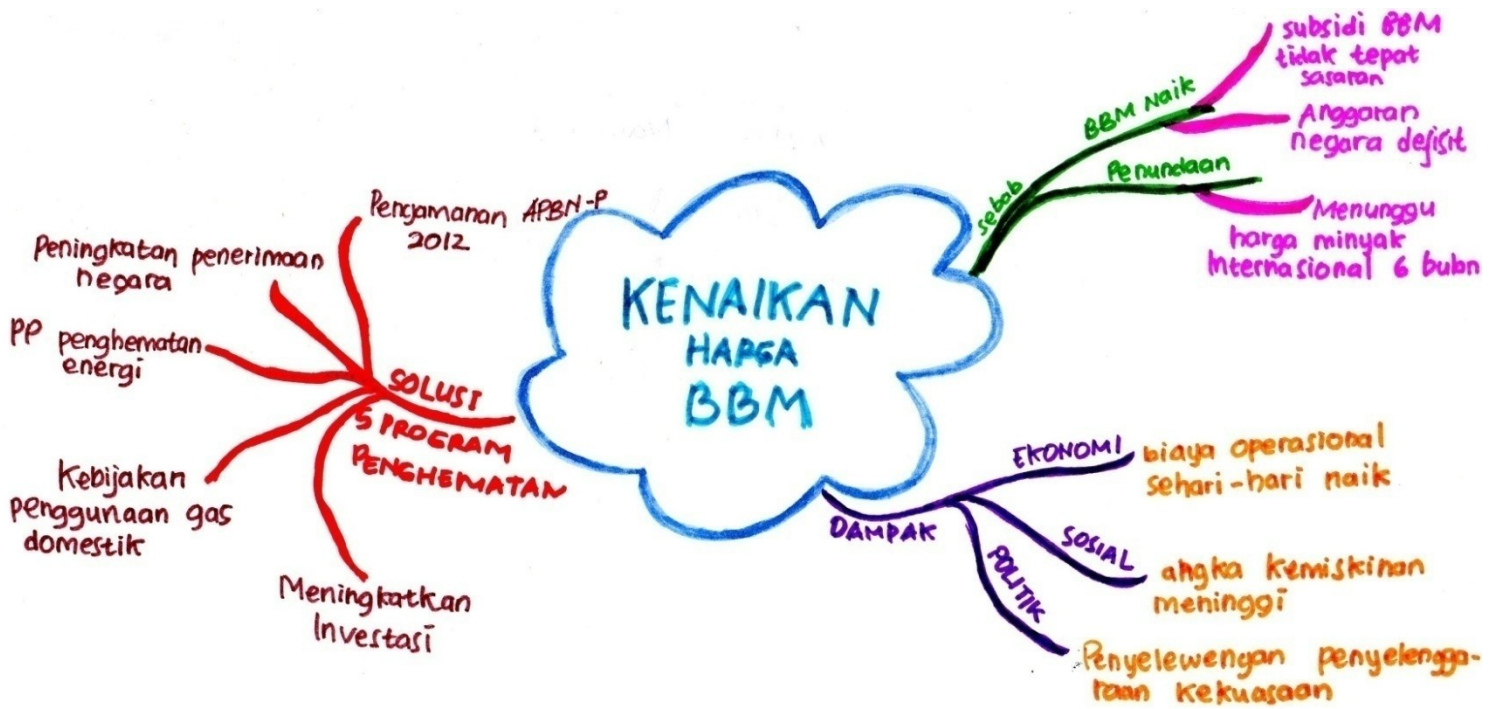 KENAIKAN
HARGA
BBM
sebab
BBM Naik
subsidi BBM
tidak tepat
sasaran
Anggaran
negara defisit
Penundaan
Menunggu
harga minyak
Internasional 6 bulan
DAMPAK
EKONOMI
biaya operasional
sehari-hari naik
SOSIAL
angka kemiskinan
meninggi
POLITIK
Penyelewengan penyelengga-
raan kekuasaan
SOLUSI
5 PROGRAM
PENGHEMATAN
Pengamanan APBN-P
2012
Peningkatan penerimaan
negara
PP penghematan
energi
Kebijakan
penggunaan gas
domestik
Meningkatkan
Investasi